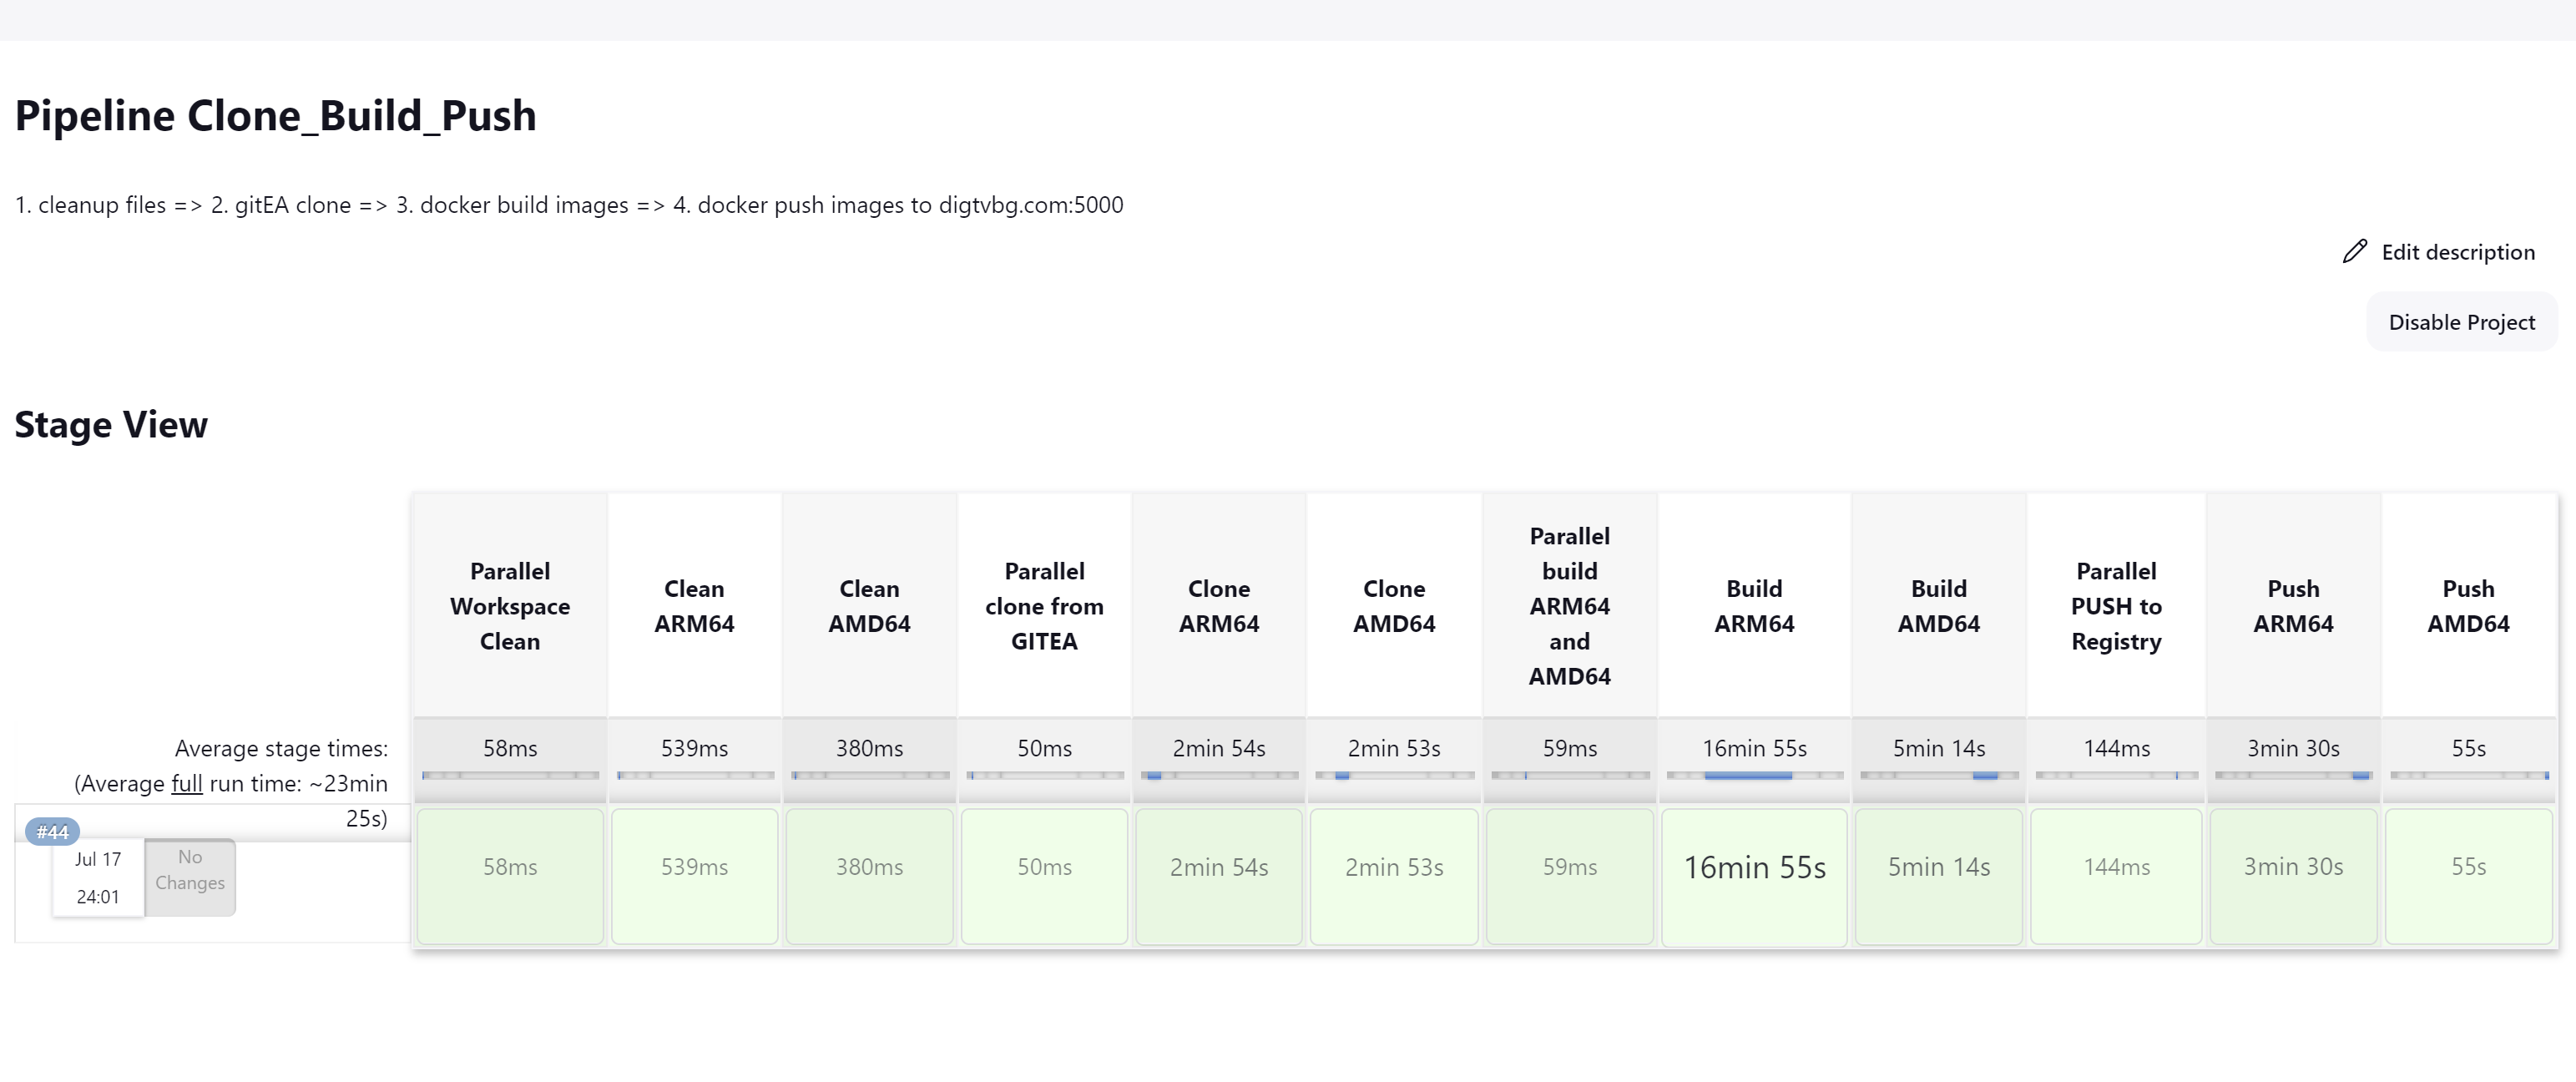 Pipeline Clone_Build_Push
1. cleanup files => 2. gitEA clone => 3. docker build images => 4. docker push images to digtvbg.com:5000
Edit description
Disable Project
Stage View
Parallel
Workspace
Clean
Clean
ARM64
Clean
AMD64
Parallel
clone from
GITEA
Clone
ARM64
Clone
AMD64
Parallel
build
ARM64
and
AMD64
Build
ARM64
Build
AMD64
Parallel
PUSH to
Registry
Push
ARM64
Push
AMD64
Average stage times:
(Average full run time: ~23min
25s)
58ms
539ms
380ms
50ms
2min 54s
2min 53s
59ms
16min 55s
5min 14s
144ms
3min 30s
55s
#44
Jul 17
24:01
No
Changes
58ms
539ms
380ms
50ms
2min 54s
2min 53s
59ms
16min 55s
5min 14s
144ms
3min 30s
55s